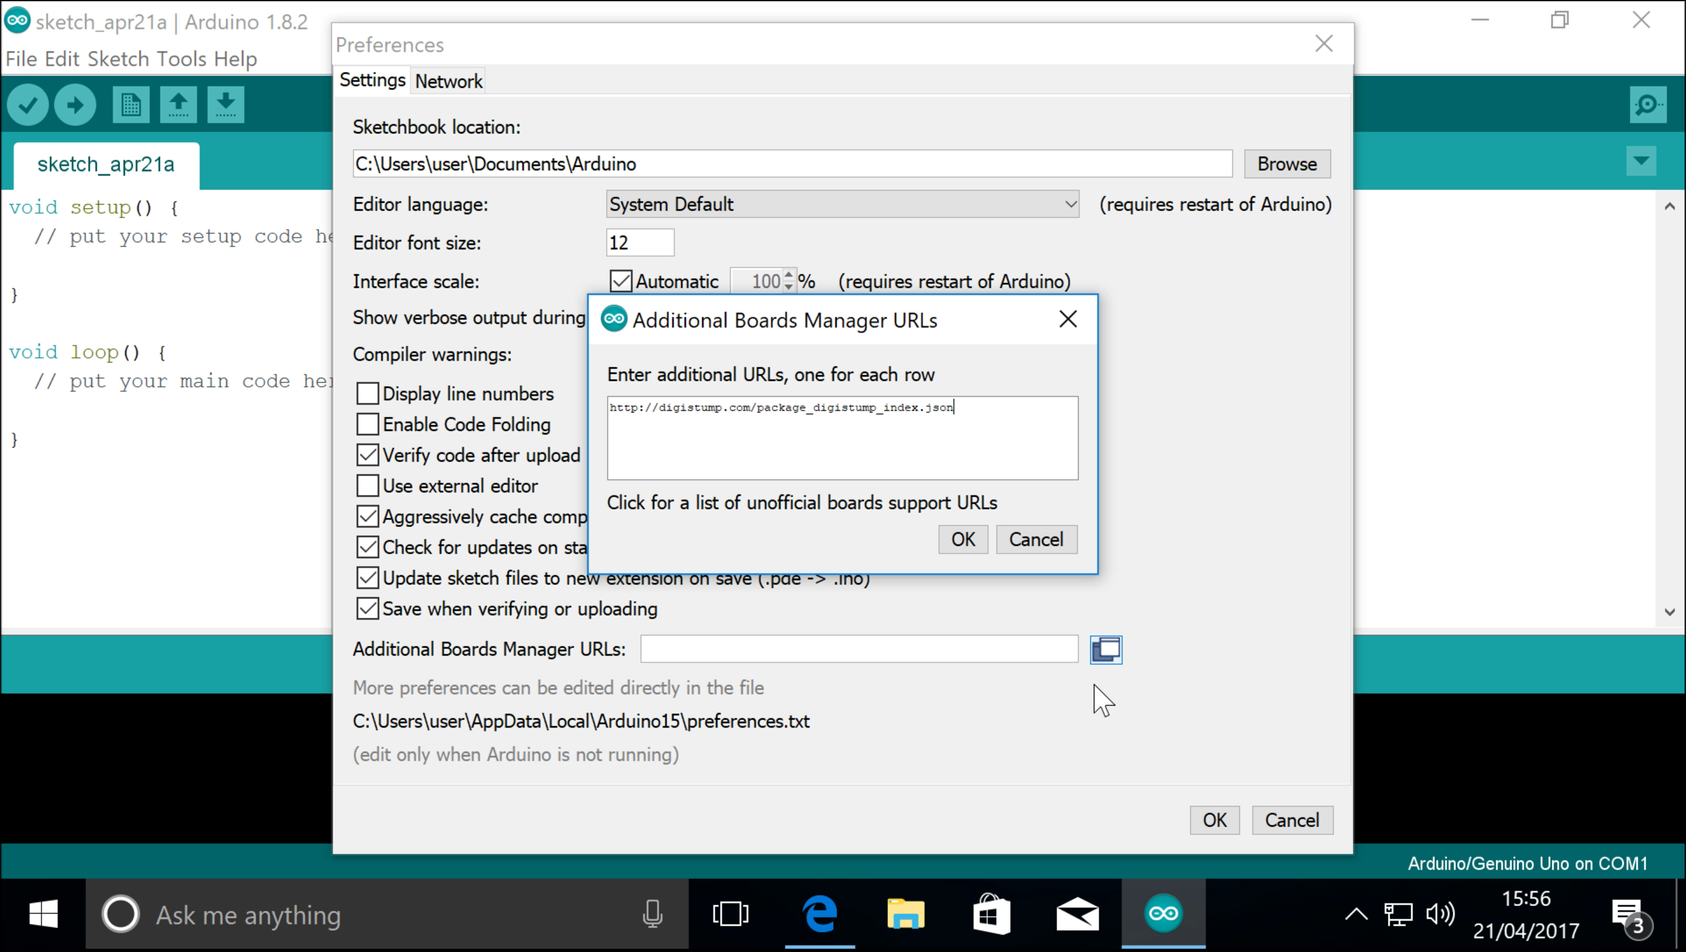 sketch_apr21a | Arduino 1.8.2
File Edit Sketch Tools Help
sketch_apr21a
void setup() {
// put your setup code he
}
void loop() {
// put your main code her
}
Preferences
Settings Network
Sketchbook location:
C:\Users\user\Documents\Arduino
Browse
Editor language:
System Default
(requires restart of Arduino)
Editor font size:
12
Interface scale:
Automatic
100
%
(requires restart of Arduino)
Show verbose output during
Compiler warnings:
Display line numbers
Enable Code Folding
Verify code after upload
Use external editor
Aggressively cache comp
Check for updates on sta
Update sketch files to new extension on save (.pde -> .ino)
Save when verifying or uploading
Additional Boards Manager URLs:
More preferences can be edited directly in the file
C:\Users\user\AppData\Local\Arduino15\preferences.txt
(edit only when Arduino is not running)
OK
Cancel
Additional Boards Manager URLs
Enter additional URLs, one for each row
http://digistump.com/package_digistump_index.json
Click for a list of unofficial boards support URLs
OK
Cancel
Arduino/Genuino Uno on COM1
Ask me anything
15:56
21/04/2017
3